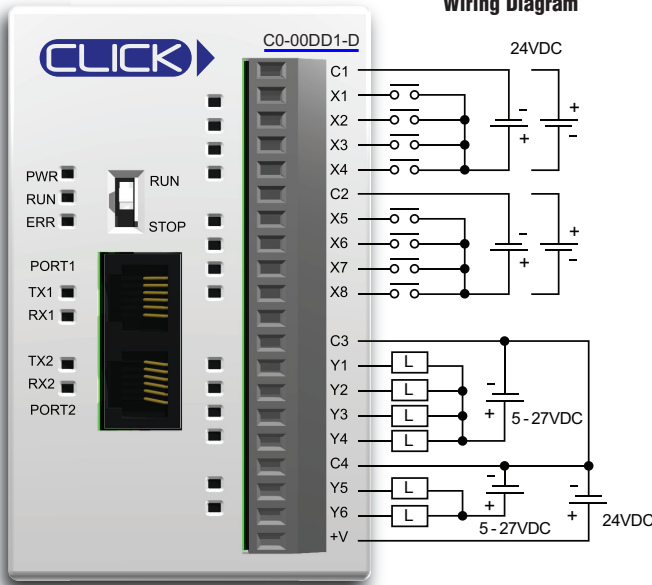 Wiring Diagram
CLICK
C0-00DD1-D
24VDC
C1
X1
X2
X3
X4
C2
X5
X6
X7
X8
C3
Y1
Y2
Y3
Y4
C4
Y5
Y6
+V
PWR
RUN
ERR
RUN
STOP
PORT1
TX1
RX1
TX2
RX2
PORT2
- +
+ -
- +
+ -
L
L
L
L
-
+
5-27VDC
L
L
-
+
5-27VDC
-
+
24VDC